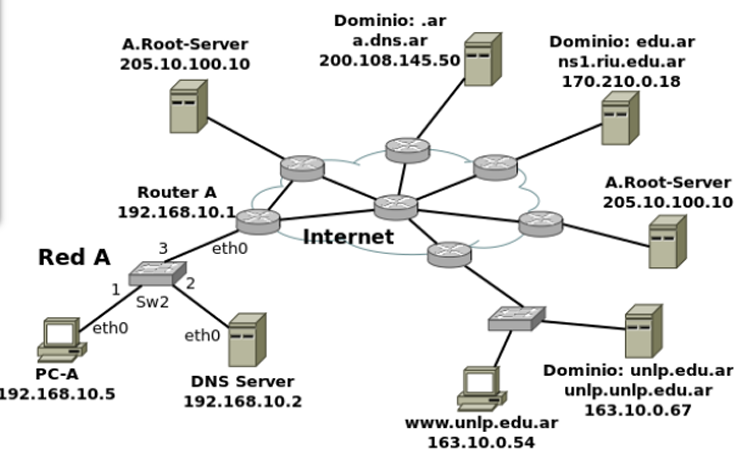 Dominio: .ar
a.dns.ar
200.108.145.50
A.Root-Server
205.10.100.10
Dominio: edu.ar
ns1.riu.edu.ar
170.210.0.18
A.Root-Server
205.10.100.10
Router A
192.168.10.1
Internet
Red A
3
eth0
1
2
Sw2
eth0
eth0
PC-A
192.168.10.5
DNS Server
192.168.10.2
Dominio: unlp.edu.ar
unlp.unlp.edu.ar
163.10.0.67
www.unlp.edu.ar
163.10.0.54